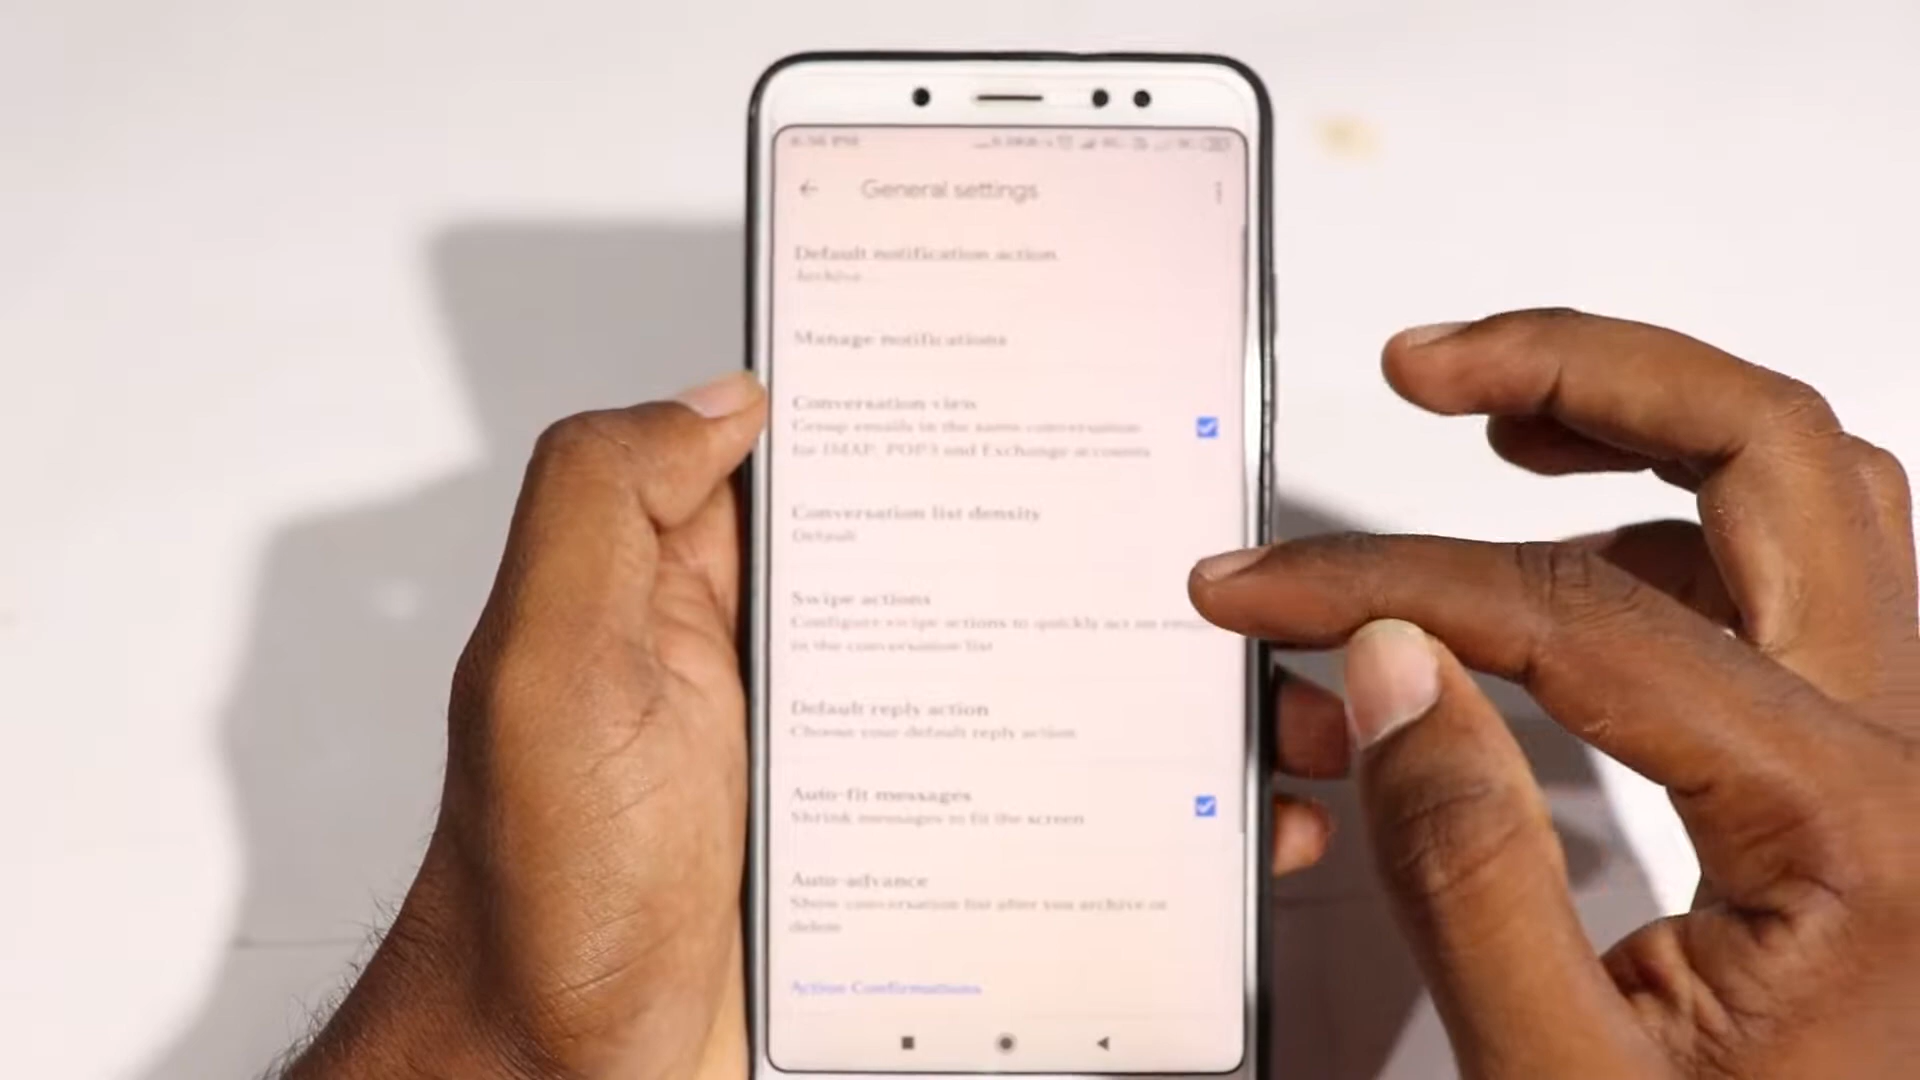 General settings
Default notification action
Archive
Manage notifications
Conversation view
Group emails in the same conversation
for IMAP, POP3 and Exchange accounts
Conversation list density
Default
Swipe actions
Configure swipe actions to quickly act on
in the conversation list
Default reply action
Choose your default reply action
Auto-fit messages
Shrink messages to fit the screen
Auto-advance
Show conversation list after you archive or
delete
Action Confirmations